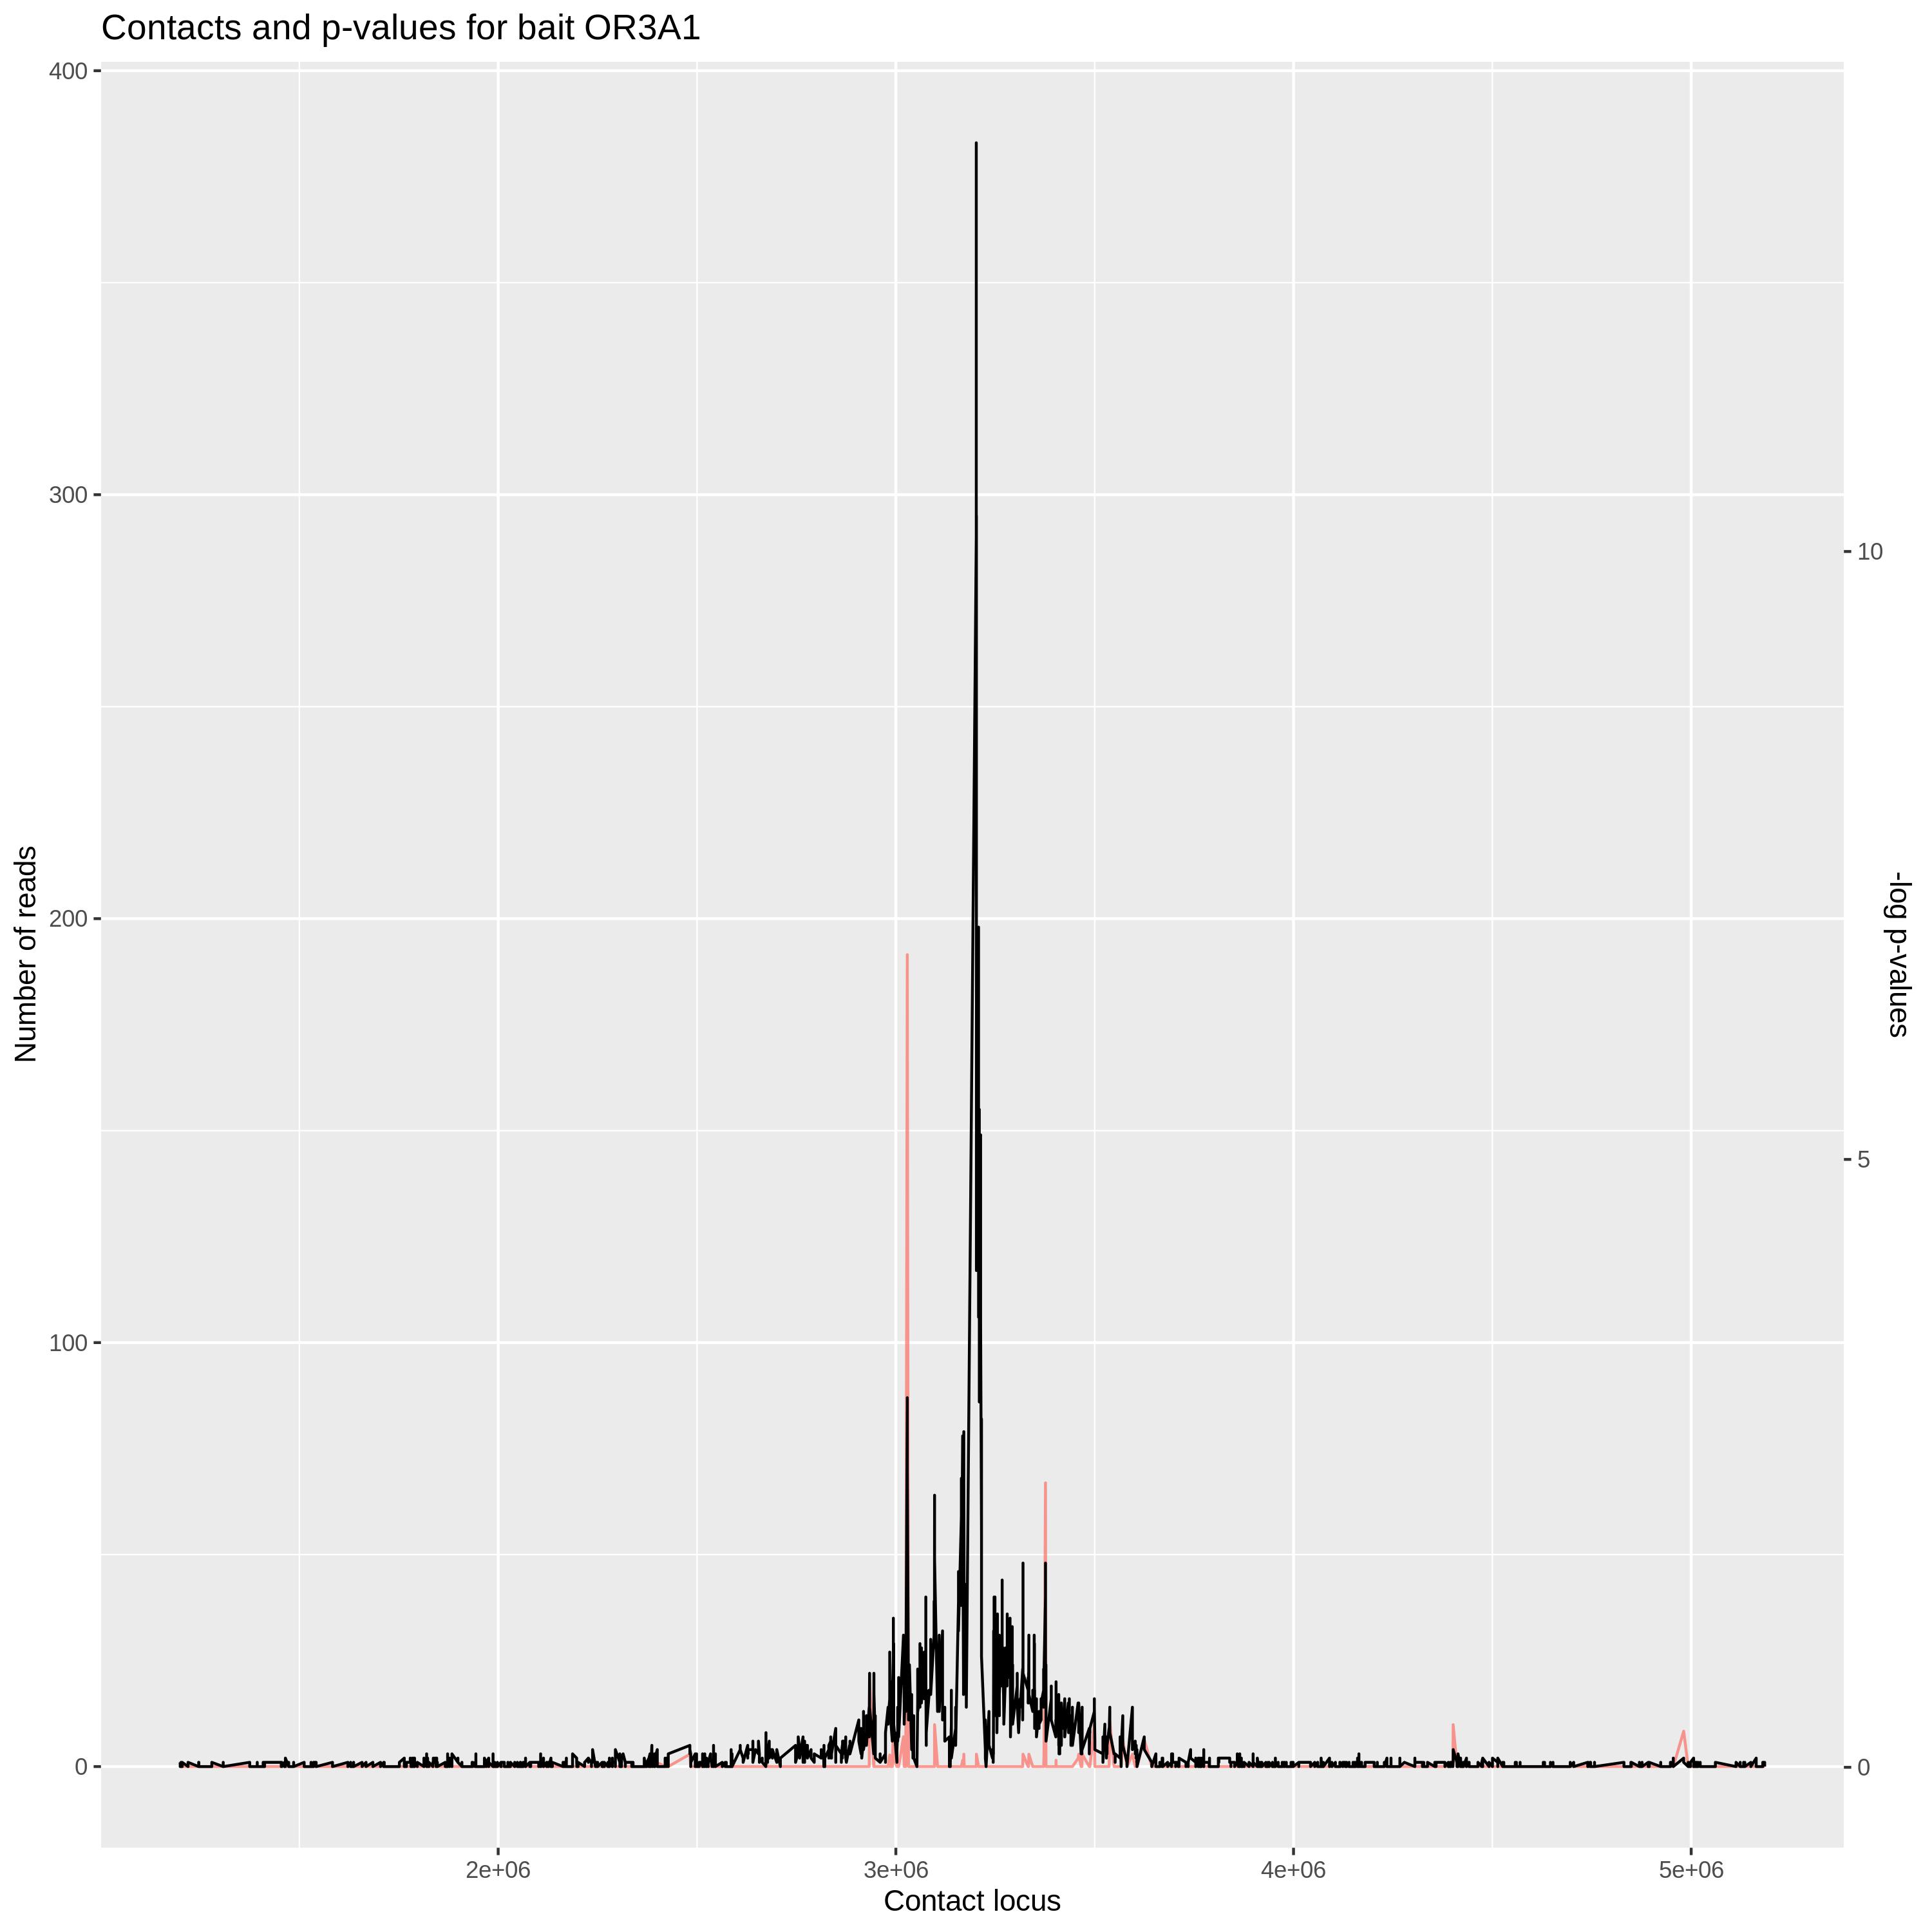 Contacts and p-values for bait OR3A1
400
300
200
100
0
Number of reads
10
5
0
-log p-values
2e+06 3e+06 4e+06 5e+06
Contact locus